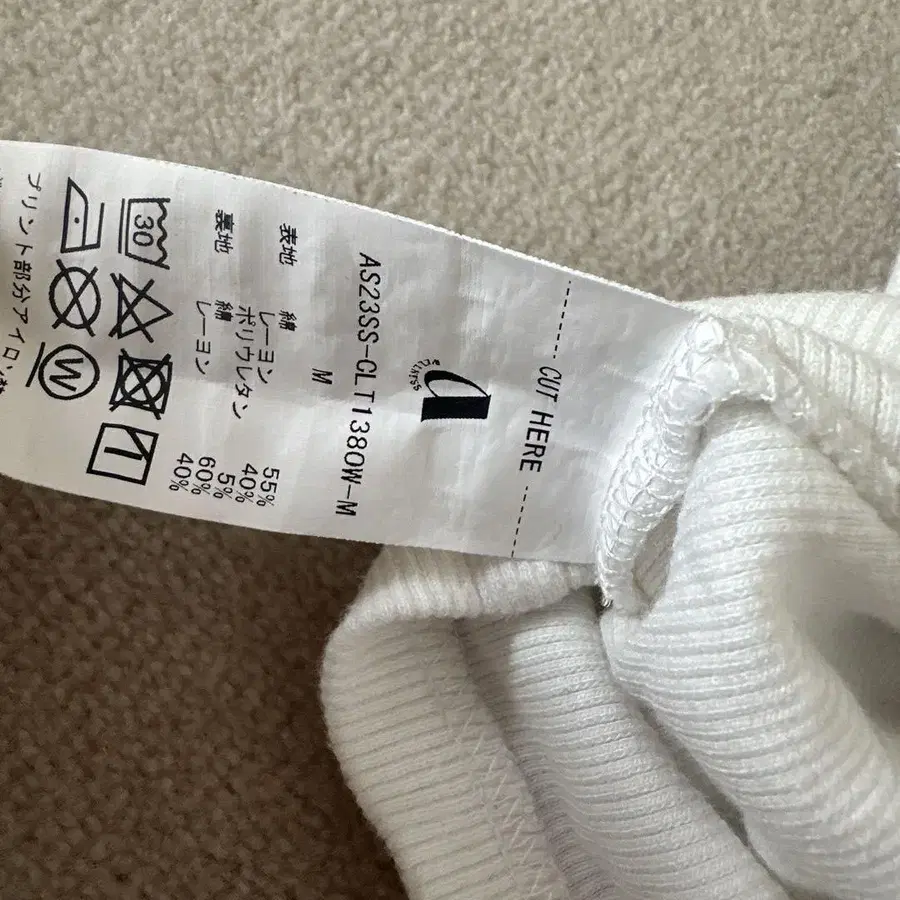 CUT HERE
a
AS23SS-CLT1380W-M
M
表地 綿 55%
レーヨン 40%
ポリウレタン 5%
裏地 綿 60%
レーヨン 40%
30
W
プリント部分アイロン